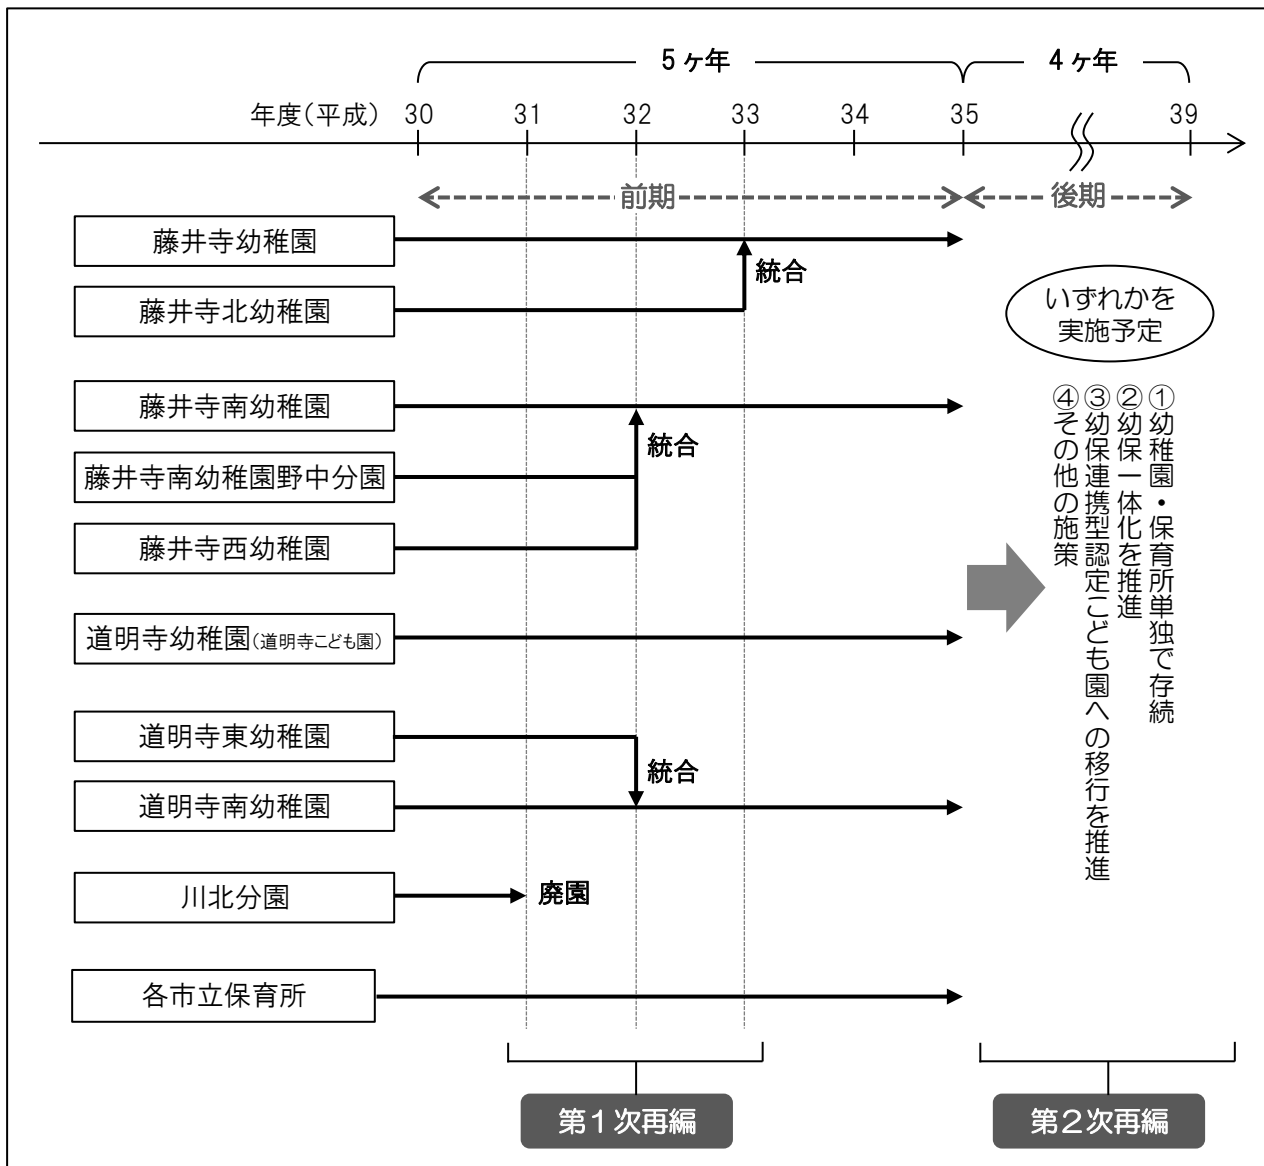 5ヶ年
4ヶ年
年度(平成)
30
31
32
33
34
35
39
前期
後期
藤井寺幼稚園
統合
藤井寺北幼稚園
いずれかを
実施予定
藤井寺南幼稚園
統合
藤井寺南幼稚園野中分園
藤井寺西幼稚園
①幼稚園・保育所単独で存続
②幼保一体化を推進
③幼保連携型認定こども園への移行を推進
④その他の施策
道明寺幼稚園(道明寺こども園)
道明寺東幼稚園
統合
道明寺南幼稚園
川北分園
廃園
各市立保育所
第1次再編
第2次再編